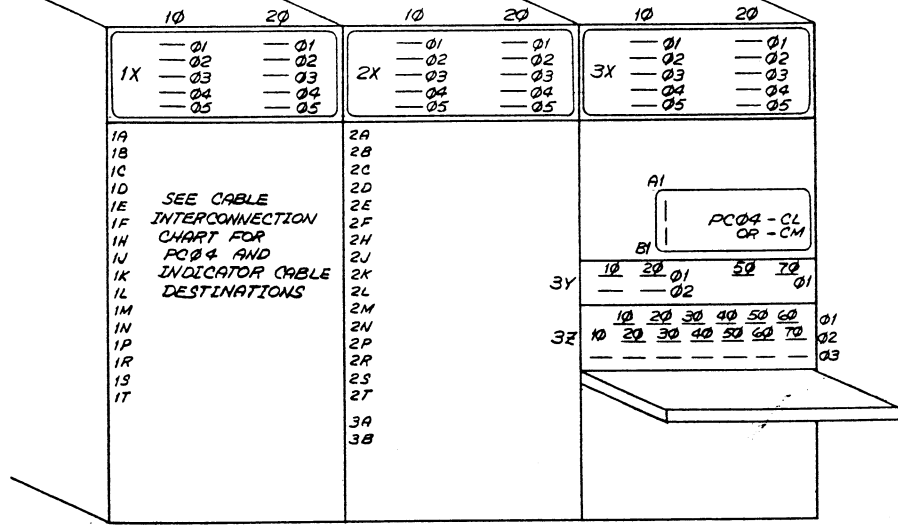 1Ø 2Ø 1Ø 2Ø 1Ø 2Ø
1X
Ø1 Ø1
Ø2 Ø2
Ø3 Ø3
Ø4 Ø4
Ø5 Ø5
2X
Ø1 Ø1
Ø2 Ø2
Ø3 Ø3
Ø4 Ø4
Ø5 Ø5
3X
Ø1 Ø1
Ø2 Ø2
Ø3 Ø3
Ø4 Ø4
Ø5 Ø5
1A
1B
1C
1D
1E
1F
1H
1J
1K
1L
1M
1N
1P
1R
1S
1T
SEE CABLE
INTERCONNECTION
CHART FOR
PCØ4 AND
INDICATOR CABLE
DESTINATIONS
2A
2B
2C
2D
2E
2F
2H
2J
2K
2L
2M
2N
2P
2R
2S
2T
3A
3B
A1
PCØ4 - CL
OR - CM
B1
3Y
1Ø 2Ø Ø1 5Ø 7Ø Ø1
Ø2
3Z
1Ø 2Ø 3Ø 4Ø 5Ø 6Ø Ø1
1Ø 2Ø 3Ø 4Ø 5Ø 6Ø 7Ø Ø2
Ø3